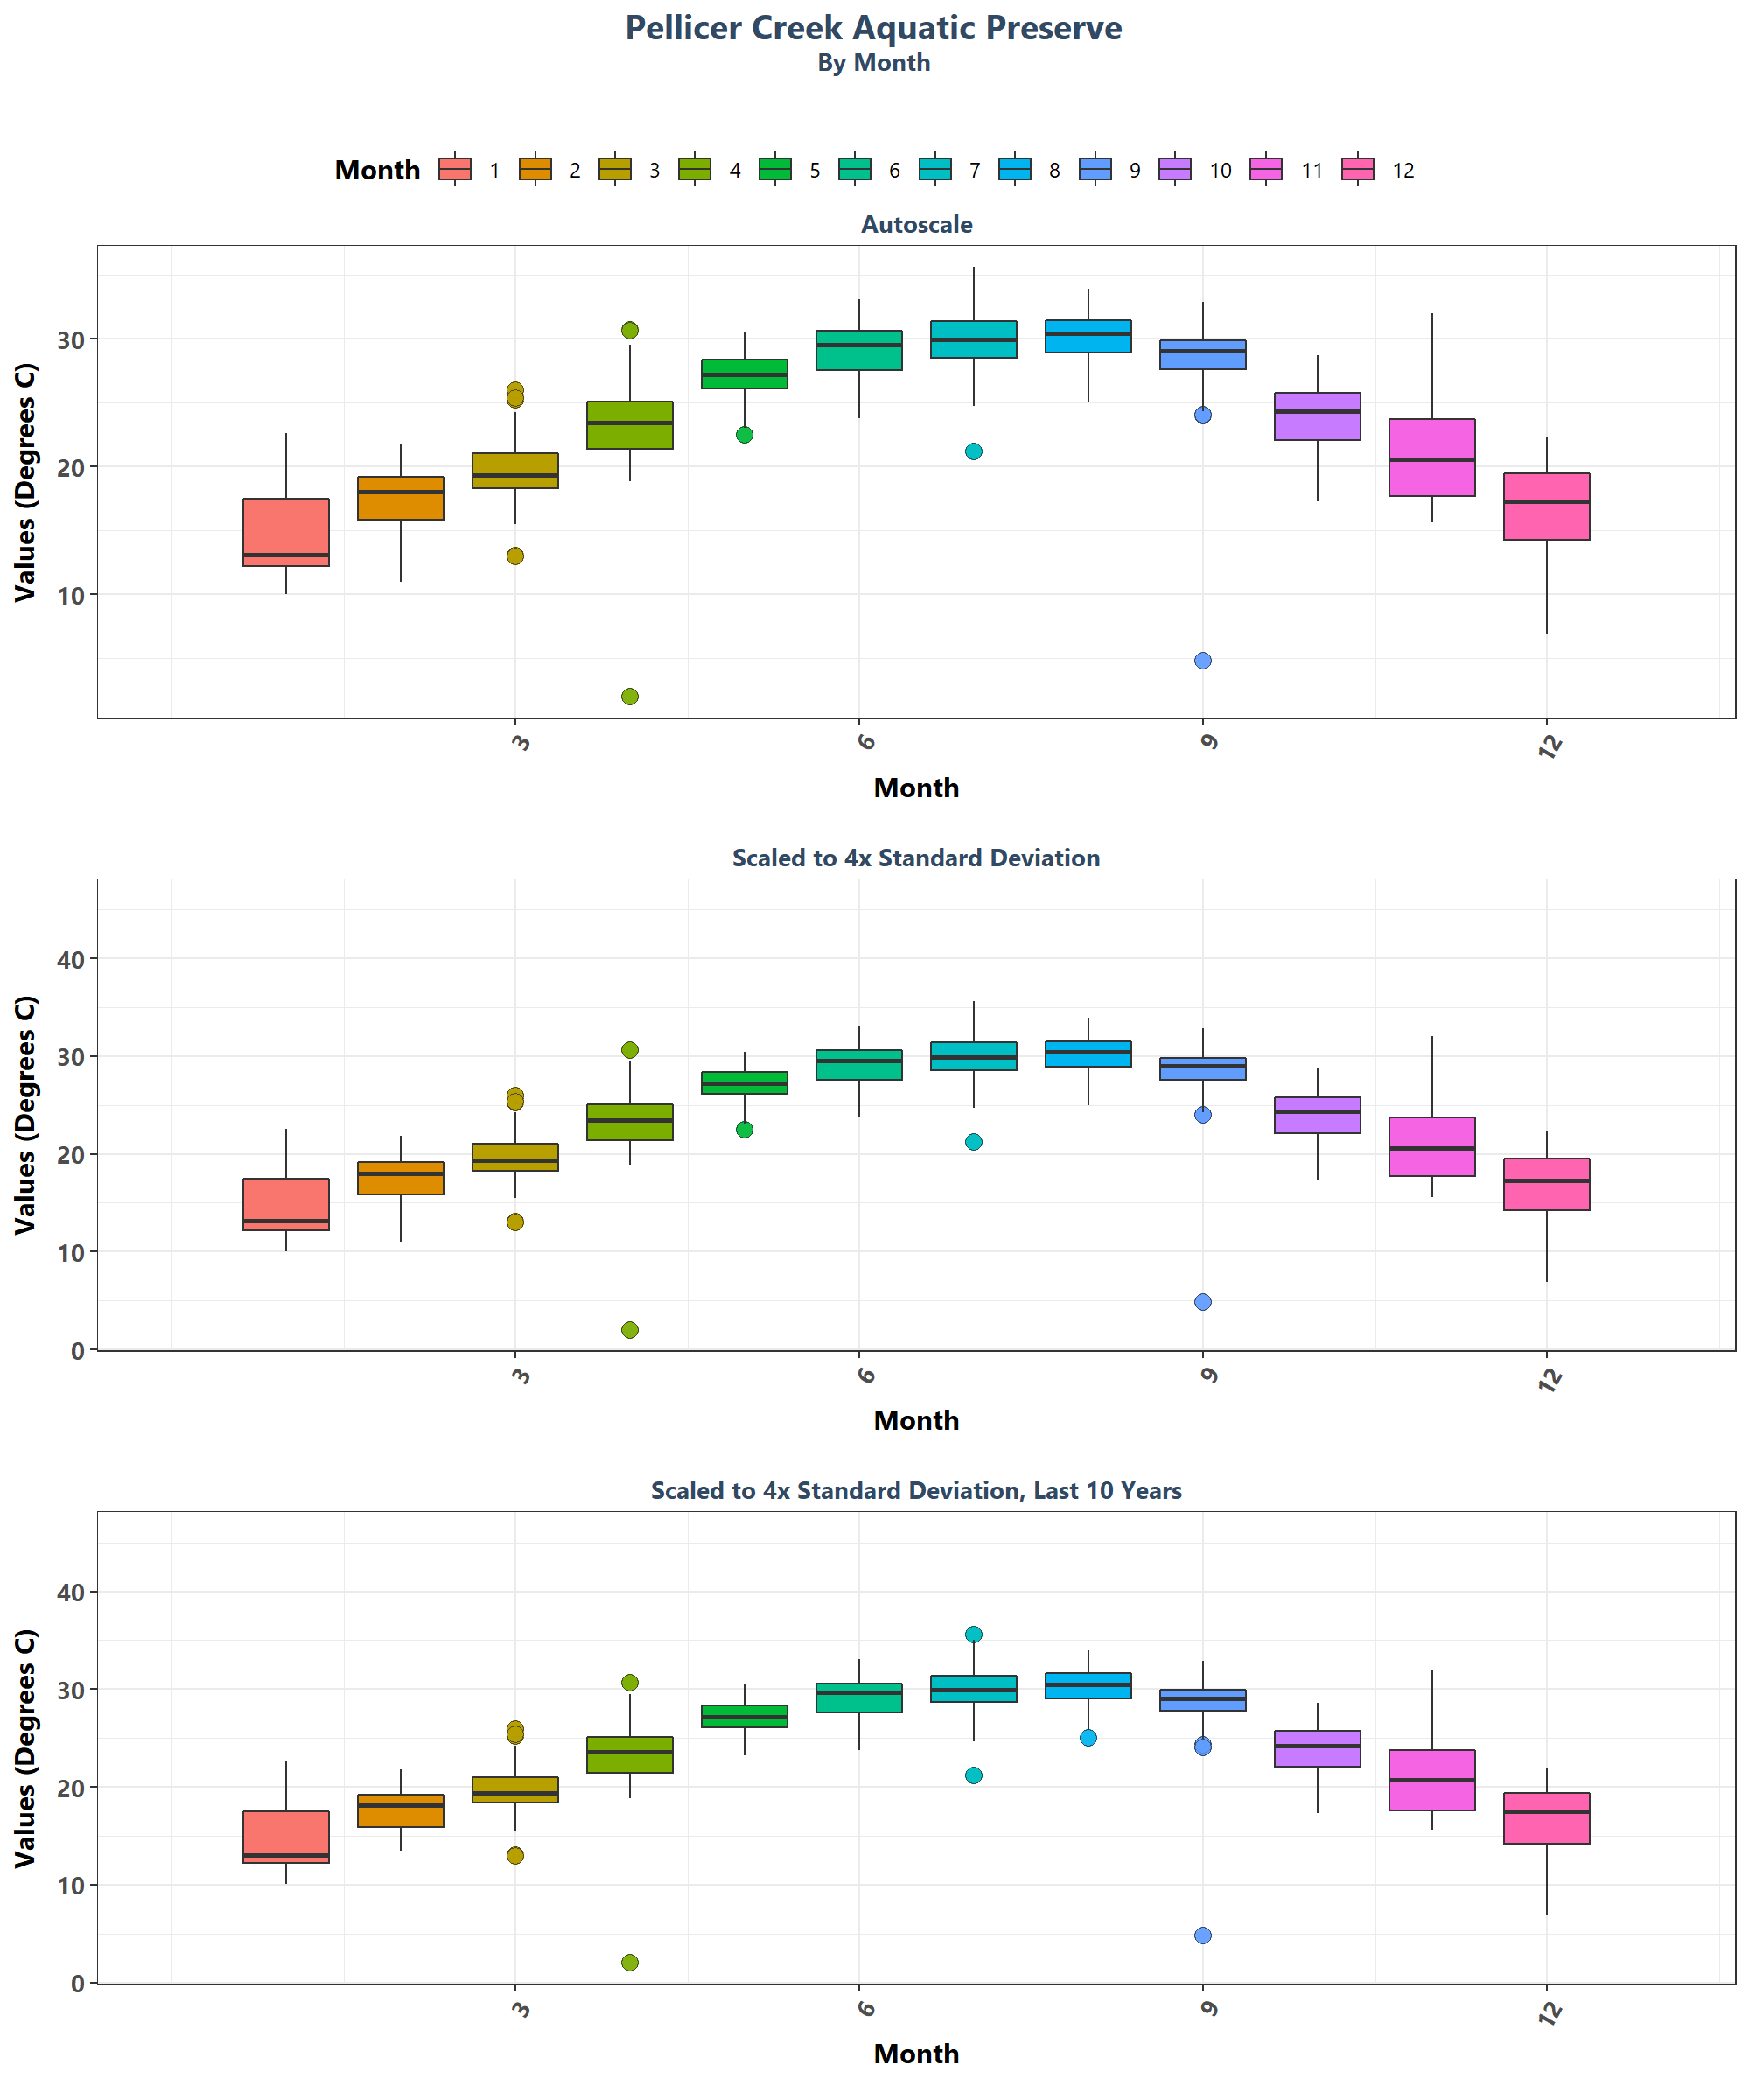 Pellicer Creek Aquatic Preserve
By Month
Month 1 2 3 4 5 6 7 8 9 10 11 12
Autoscale
Values (Degrees C)
30
20
10
3 6 9 12
Month
Scaled to 4x Standard Deviation
Values (Degrees C)
40
30
20
10
0
3 6 9 12
Month
Scaled to 4x Standard Deviation, Last 10 Years
Values (Degrees C)
40
30
20
10
0
3 6 9 12
Month